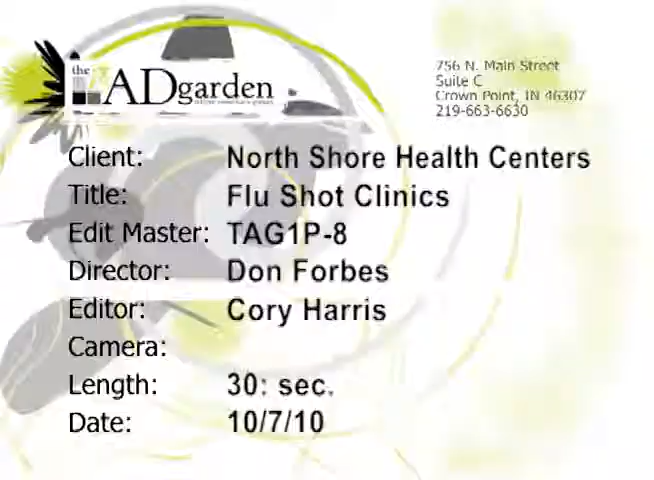 the ADgarden
756 N. Main Street
Suite C
Crown Point, IN 46307
219-663-6630
Client: North Shore Health Centers
Title: Flu Shot Clinics
Edit Master: TAG1P-8
Director: Don Forbes
Editor: Cory Harris
Camera:
Length: 30: sec.
Date: 10/7/10